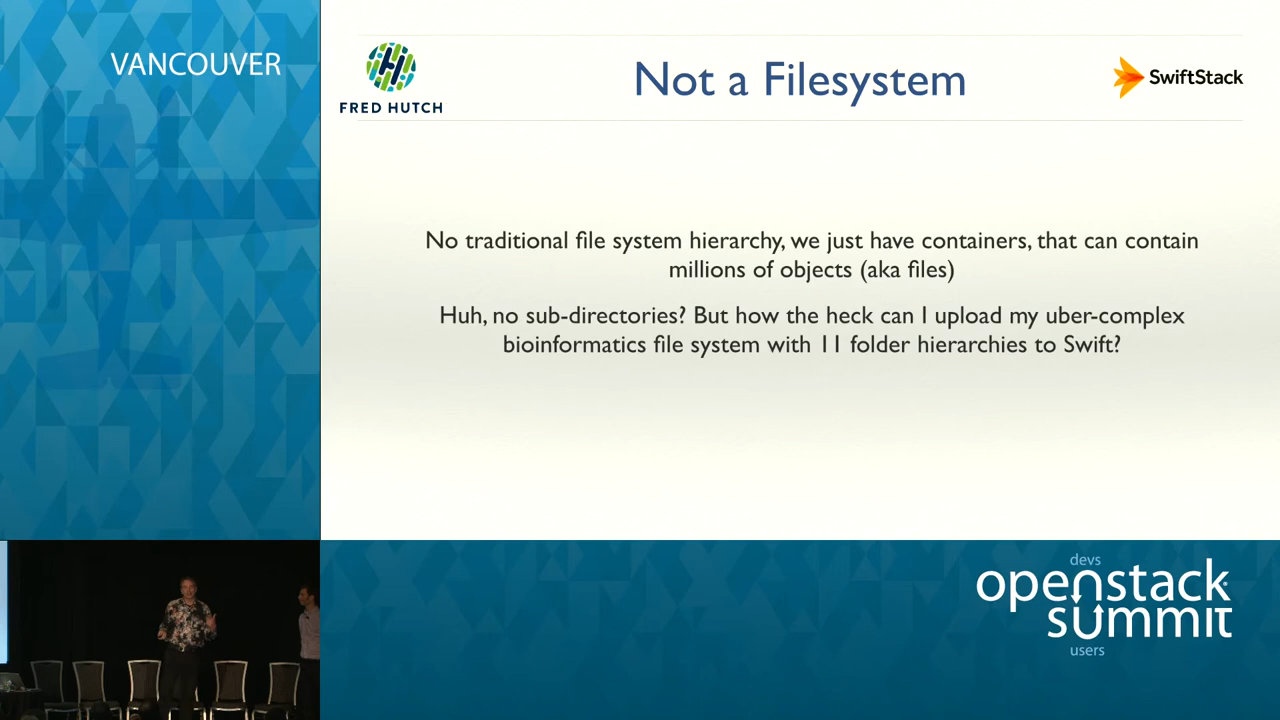 VANCOUVER
FRED HUTCH
Not a Filesystem
SwiftStack
No traditional file system hierarchy, we just have containers, that can contain
millions of objects (aka files)
Huh, no sub-directories? But how the heck can I upload my uber-complex
bioinformatics file system with 11 folder hierarchies to Swift?
devs
openstack
summit
users